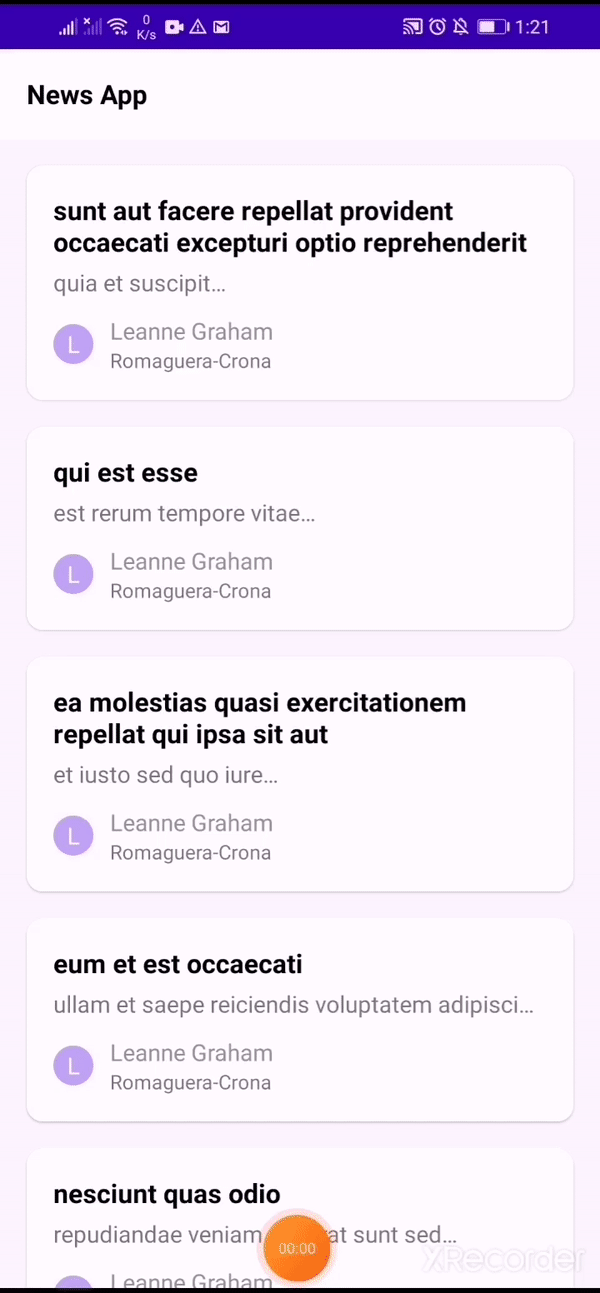 0
K/s
1:21
News App
sunt aut facere repellat provident
occaecati excepturi optio reprehenderit
quia et suscipit…
L
Leanne Graham
Romaguera-Crona
qui est esse
est rerum tempore vitae…
L
Leanne Graham
Romaguera-Crona
ea molestias quasi exercitationem
repellat qui ipsa sit aut
et iusto sed quo iure…
L
Leanne Graham
Romaguera-Crona
eum et est occaecati
ullam et saepe reiciendis voluptatem adipisci…
L
Leanne Graham
Romaguera-Crona
nesciunt quas odio
repudiandae veniam sunt sed…
00:00
XRecorder
Leanne Graham